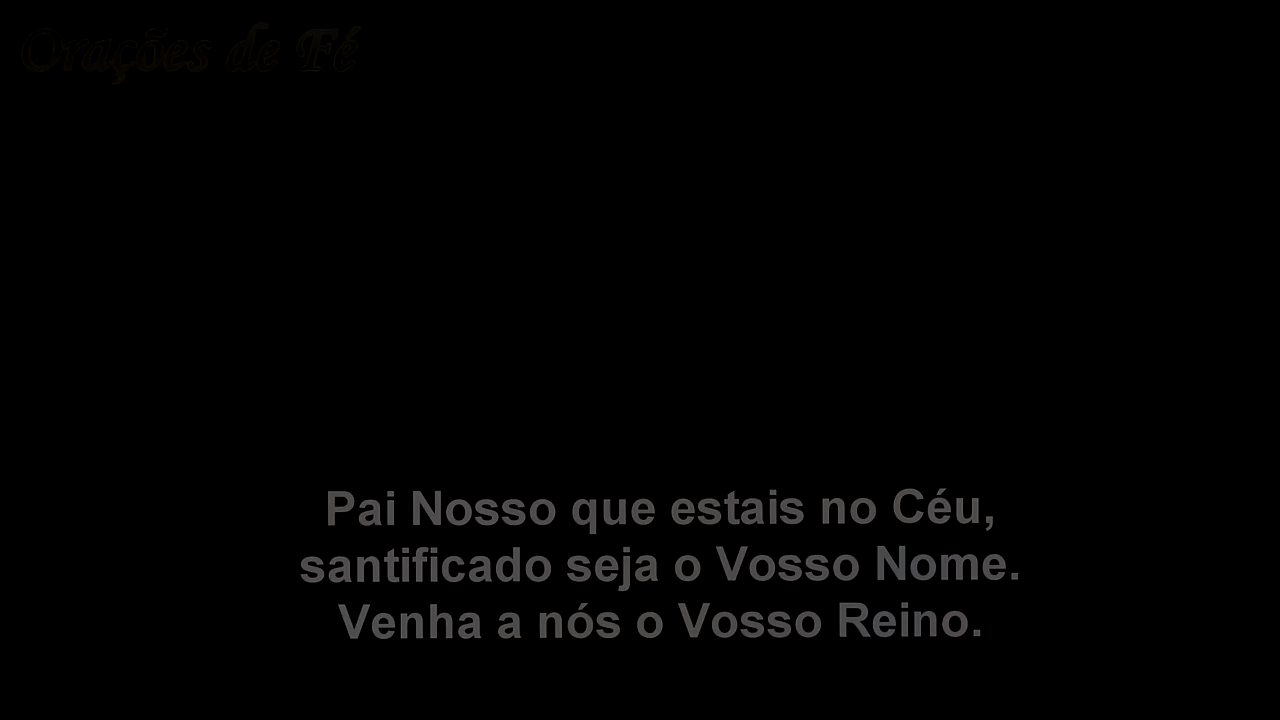 Orações de Fé
Pai Nosso que estais no Céu,
santificado seja o Vosso Nome.
Venha a nós o Vosso Reino.